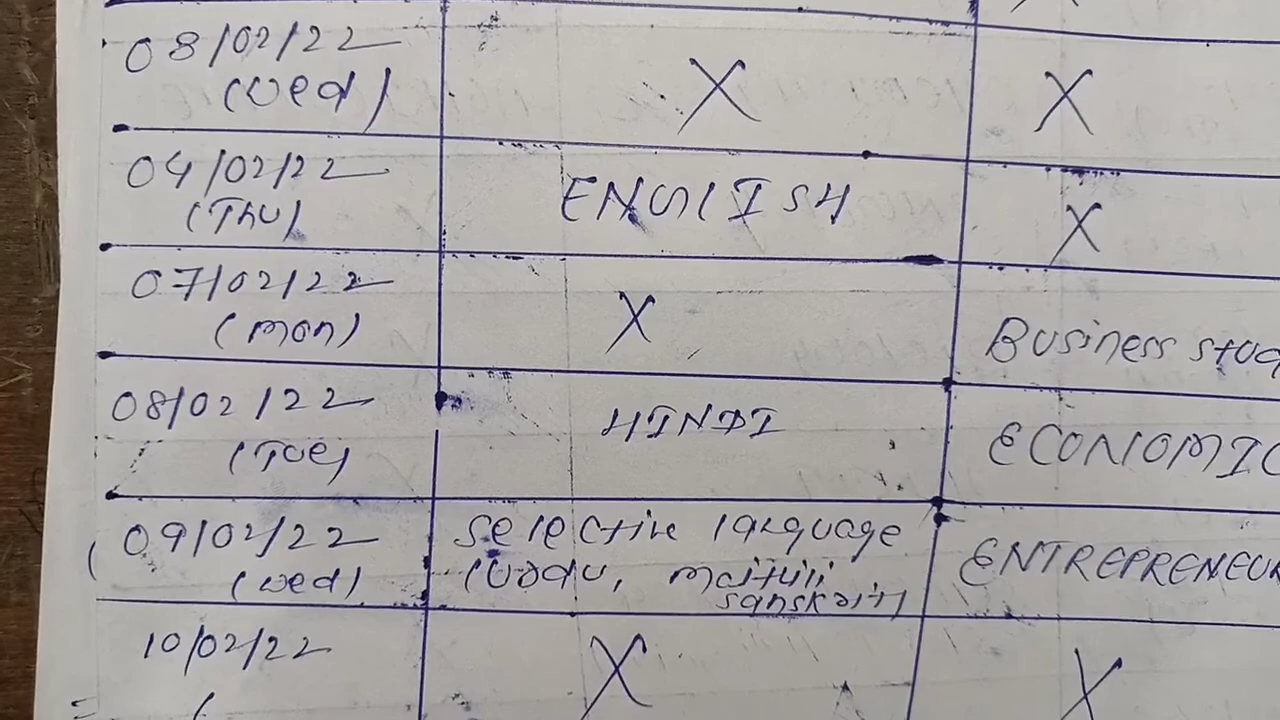 08/02/22
(Wed)
X
X
04/02/22
(Thu)
ENGLISH
X
07/02/22
(mon)
X
Business stud
08/02/22
(Tue)
HINDI
ECONOMIC
09/02/22
(wed)
selective language
(Urdu, maithili
sanskrit)
ENTREPRENEUR
10/02/22
X
X